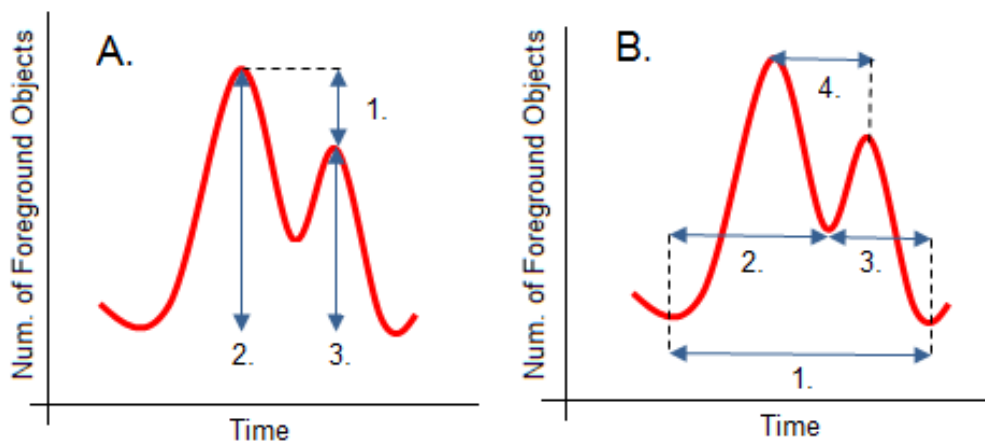 A.
Num. of Foreground Objects
1.
2.
3.
Time
B.
Num. of Foreground Objects
4.
2.
3.
1.
Time